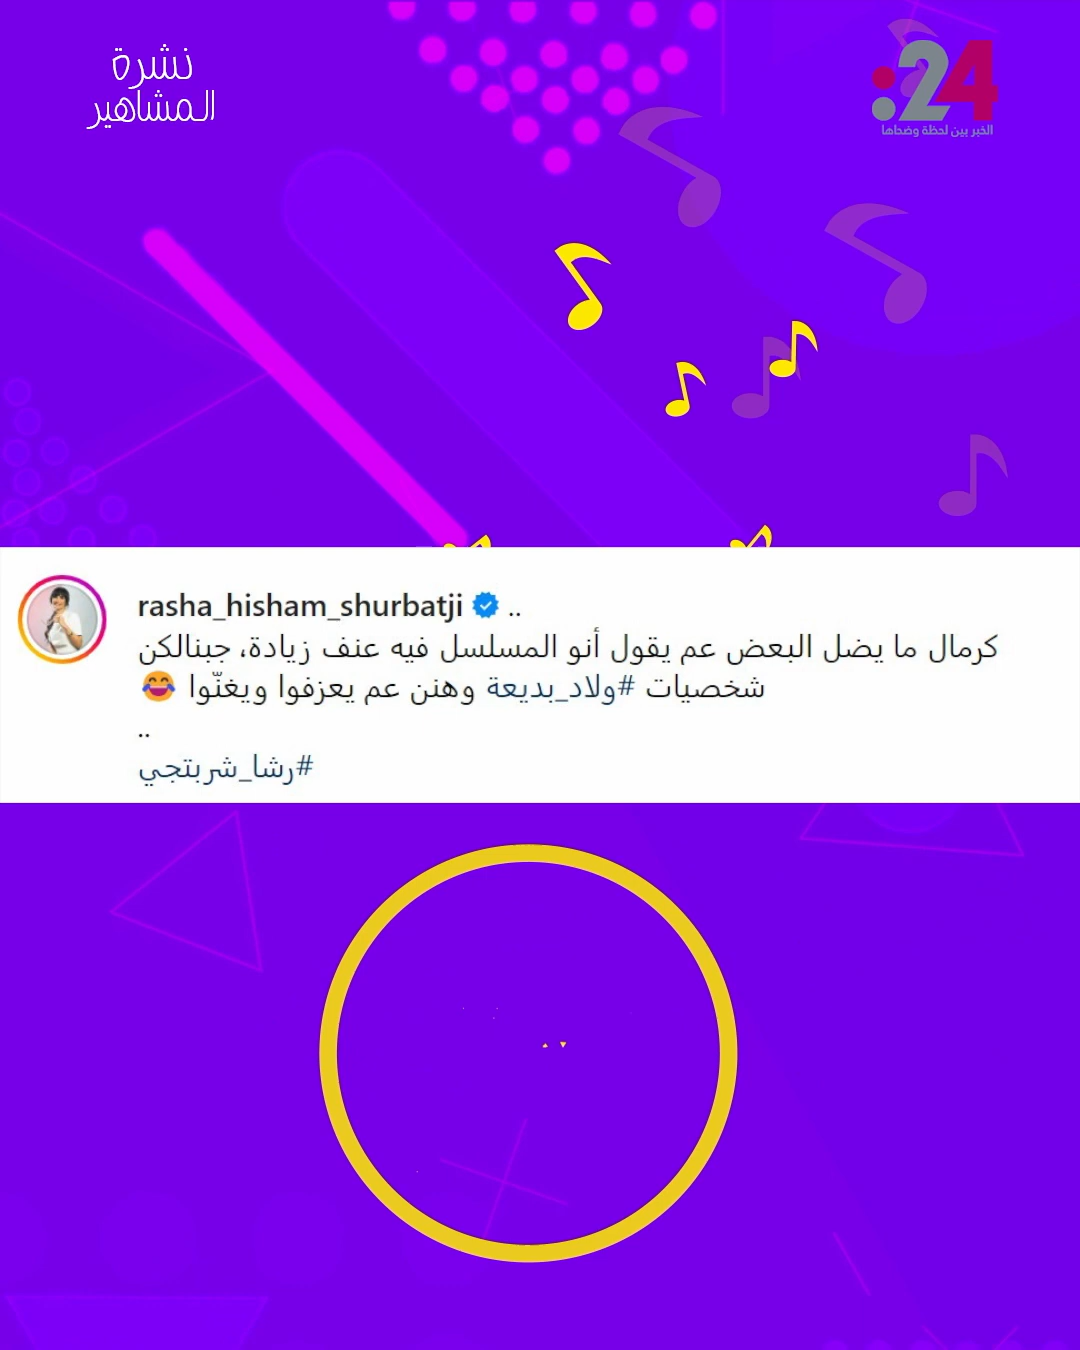 نشرة
المشاهير
24:
الخبر بين لحظة وضحاها
rasha_hisham_shurbatji ..
كرمال ما يضل البعض عم يقول أنو المسلسل فيه عنف زيادة، جبنالكن
شخصيات #ولاد_بديعة وهنن عم يعزفوا ويغنّوا 😂
..
#رشا_شربتجي